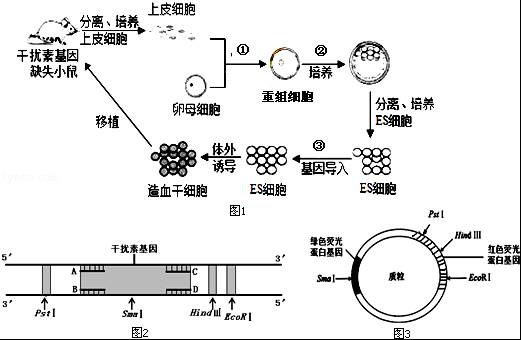 分离、培养
上皮细胞
上皮细胞
干扰素基因
缺失小鼠
卵母细胞
①
重组细胞
②
培养
分离、培养
ES细胞
移植
造血干细胞
体外
诱导
ES细胞
③
基因导入
ES细胞
图1
5′
干扰素基因
3′
A
C
B
D
3′
5′
PstⅠ
SmaⅠ
HindⅢ
EcoRⅠ
图2
PstⅠ
绿色荧光
蛋白基因
HindⅢ
红色荧光
蛋白基因
SmaⅠ
质粒
EcoRⅠ
图3